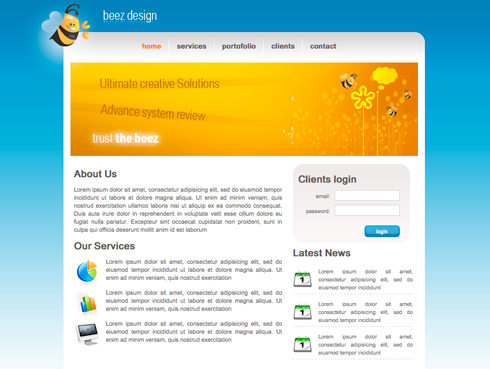 beez design
home services portofolio clients contact
Ultimate creative Solutions
Advance system review
trust the beez
About Us
Lorem ipsum dolor sit amet, consectetur adipisicing elit, sed do eiusmod tempor
incididunt ut labore et dolore magna aliqua. Ut enim ad minim veniam, quis
nostrud exercitation ullamco laboris nisi ut aliquip ex ea commodo consequat.
Duis aute irure dolor in reprehenderit in voluptate velit esse cillum dolore eu
fugiat nulla pariatur. Excepteur sint occaecat cupidatat non proident, sunt in
culpa qui officia deserunt mollit anim id est laborum
Our Services
Lorem ipsum dolor sit amet, consectetur adipisicing elit, sed do
eiusmod tempor incididunt ut labore et dolore magna aliqua. Ut enim
ad minim veniam, quis nostrud exercitation
Lorem ipsum dolor sit amet, consectetur adipisicing elit, sed do
eiusmod tempor incididunt ut labore et dolore magna aliqua. Ut enim
ad minim veniam, quis nostrud exercitation
Lorem ipsum dolor sit amet, consectetur adipisicing elit, sed do
eiusmod tempor incididunt ut labore et dolore magna aliqua. Ut enim
ad minim veniam, quis nostrud exercitation
Clients login
email:
password:
login
Latest News
1
Lorem ipsum dolor sit amet,
consectetur adipisicing elit, sed do
eiusmod tempor incididunt
1
Lorem ipsum dolor sit amet,
consectetur adipisicing elit, sed do
eiusmod tempor incididunt
1
Lorem ipsum dolor sit amet,
consectetur adipisicing elit, sed do
eiusmod tempor incididunt